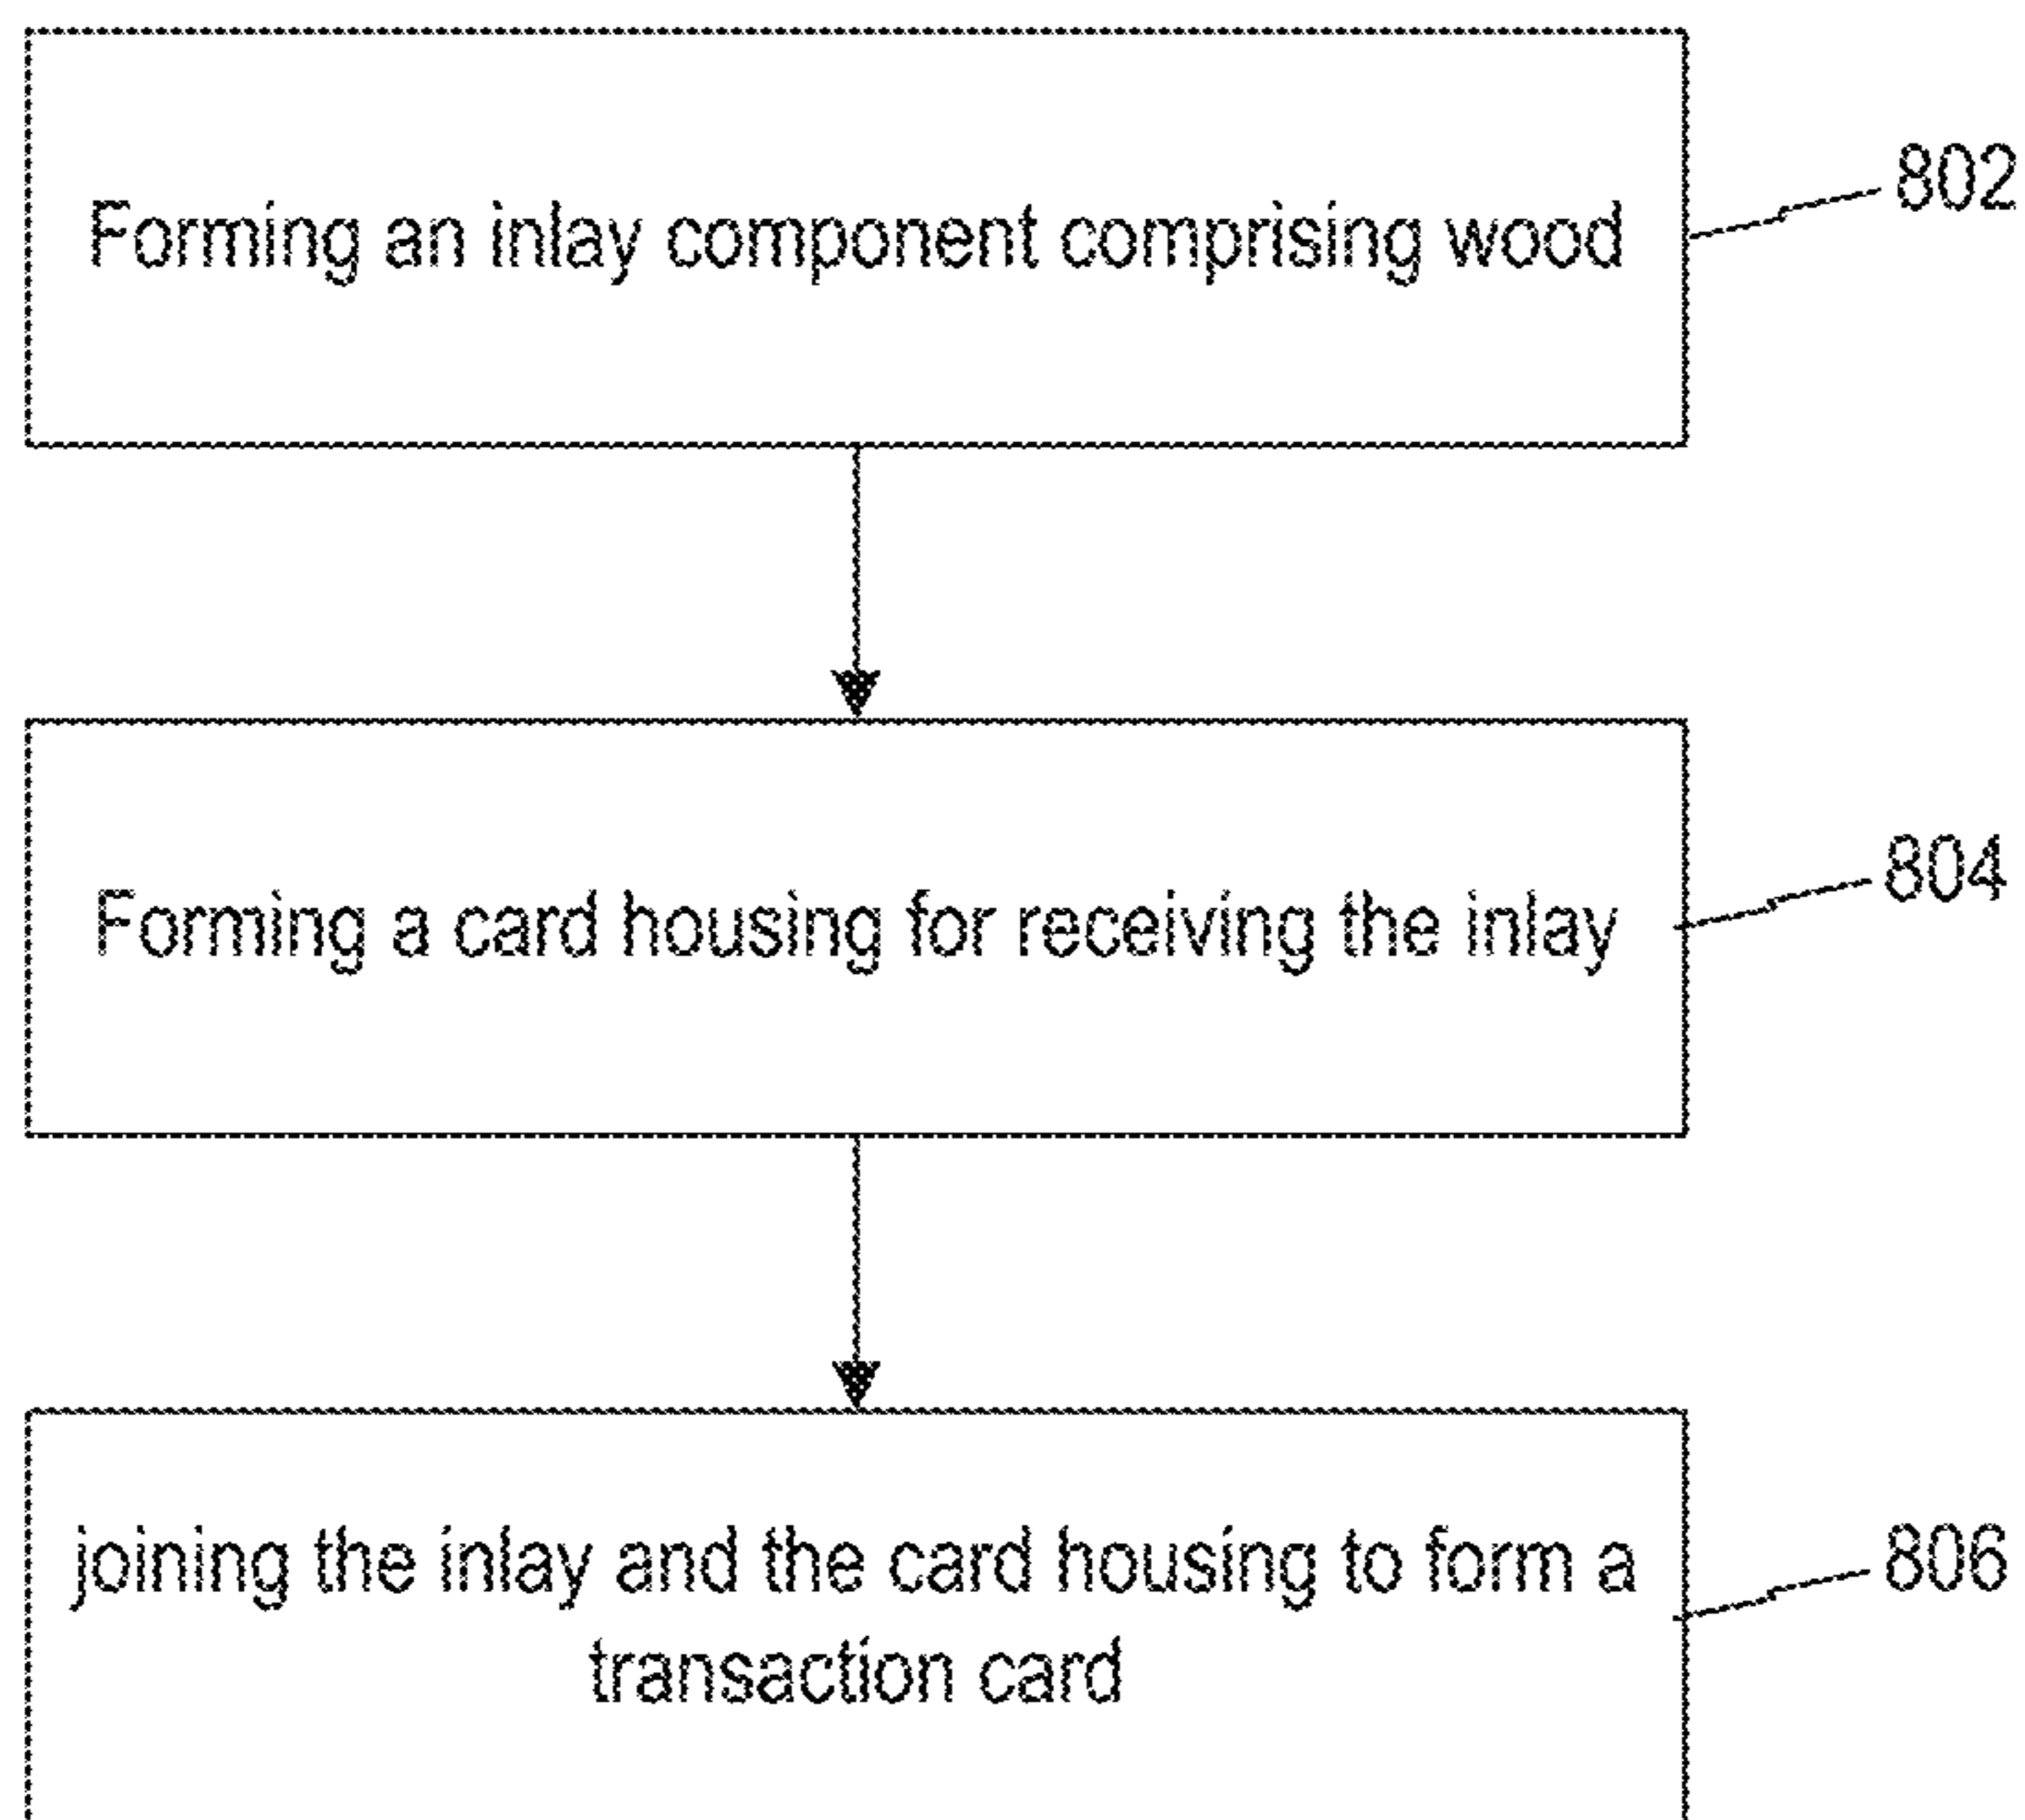 Forming an inlay component comprising wood
802
Forming a card housing for receiving the inlay
804
joining the inlay and the card housing to form a
transaction card
806